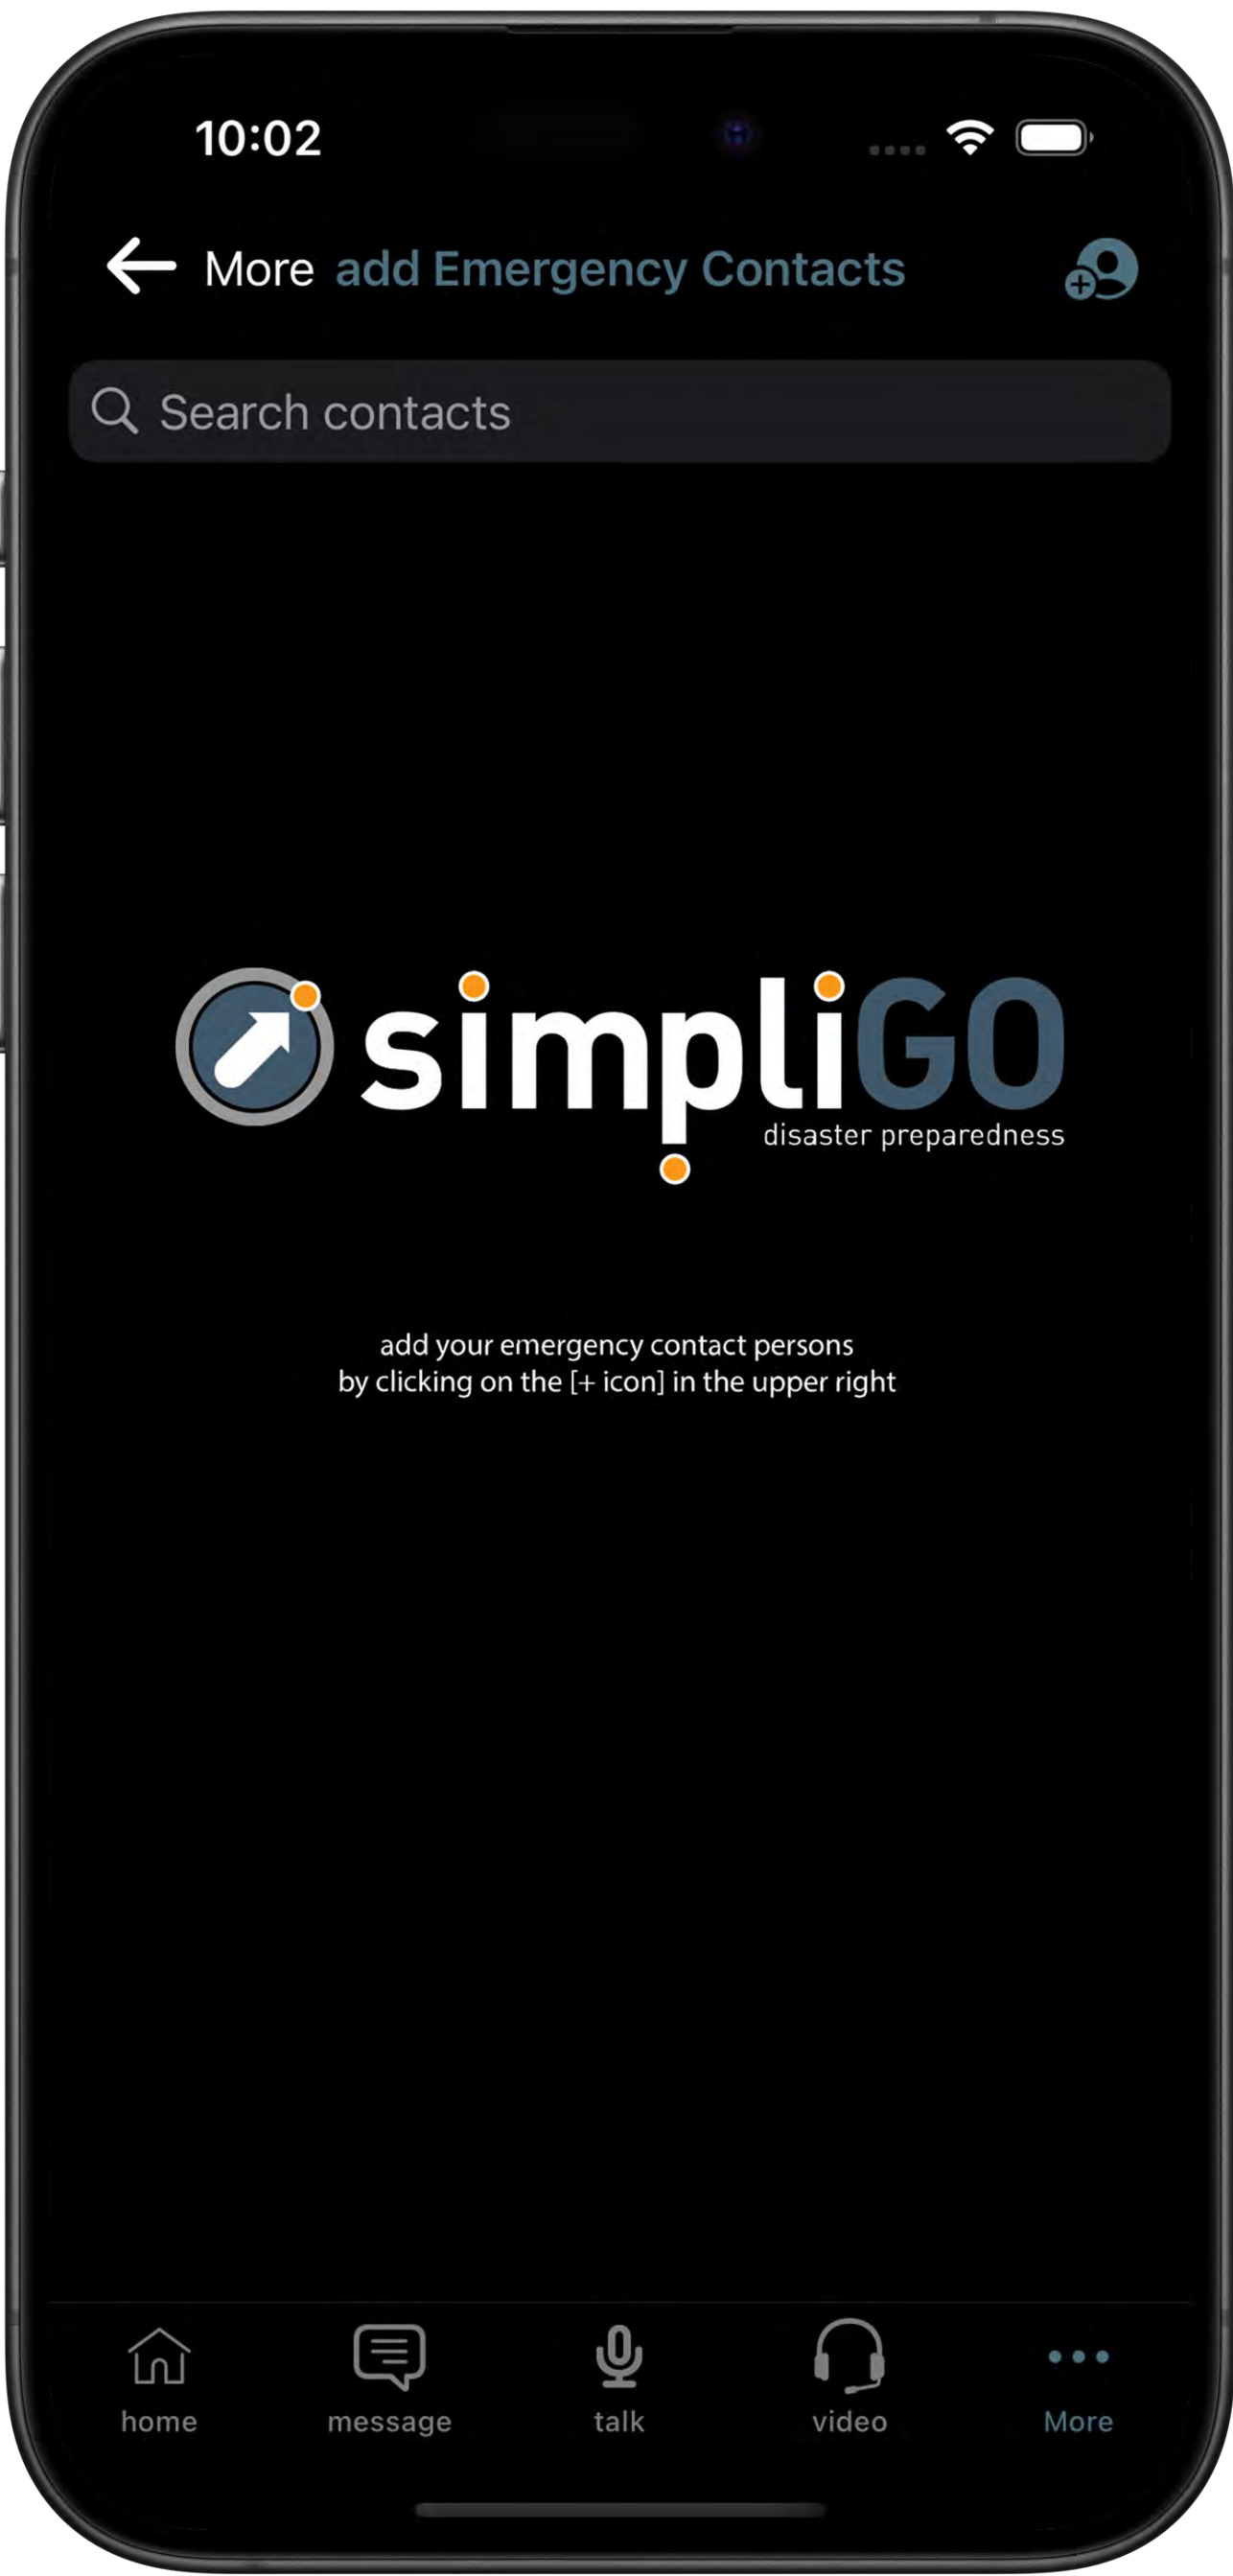 10:02
More add Emergency Contacts
Search contacts
simpliGO
disaster preparedness
add your emergency contact persons
by clicking on the [+ icon] in the upper right
home message talk video More